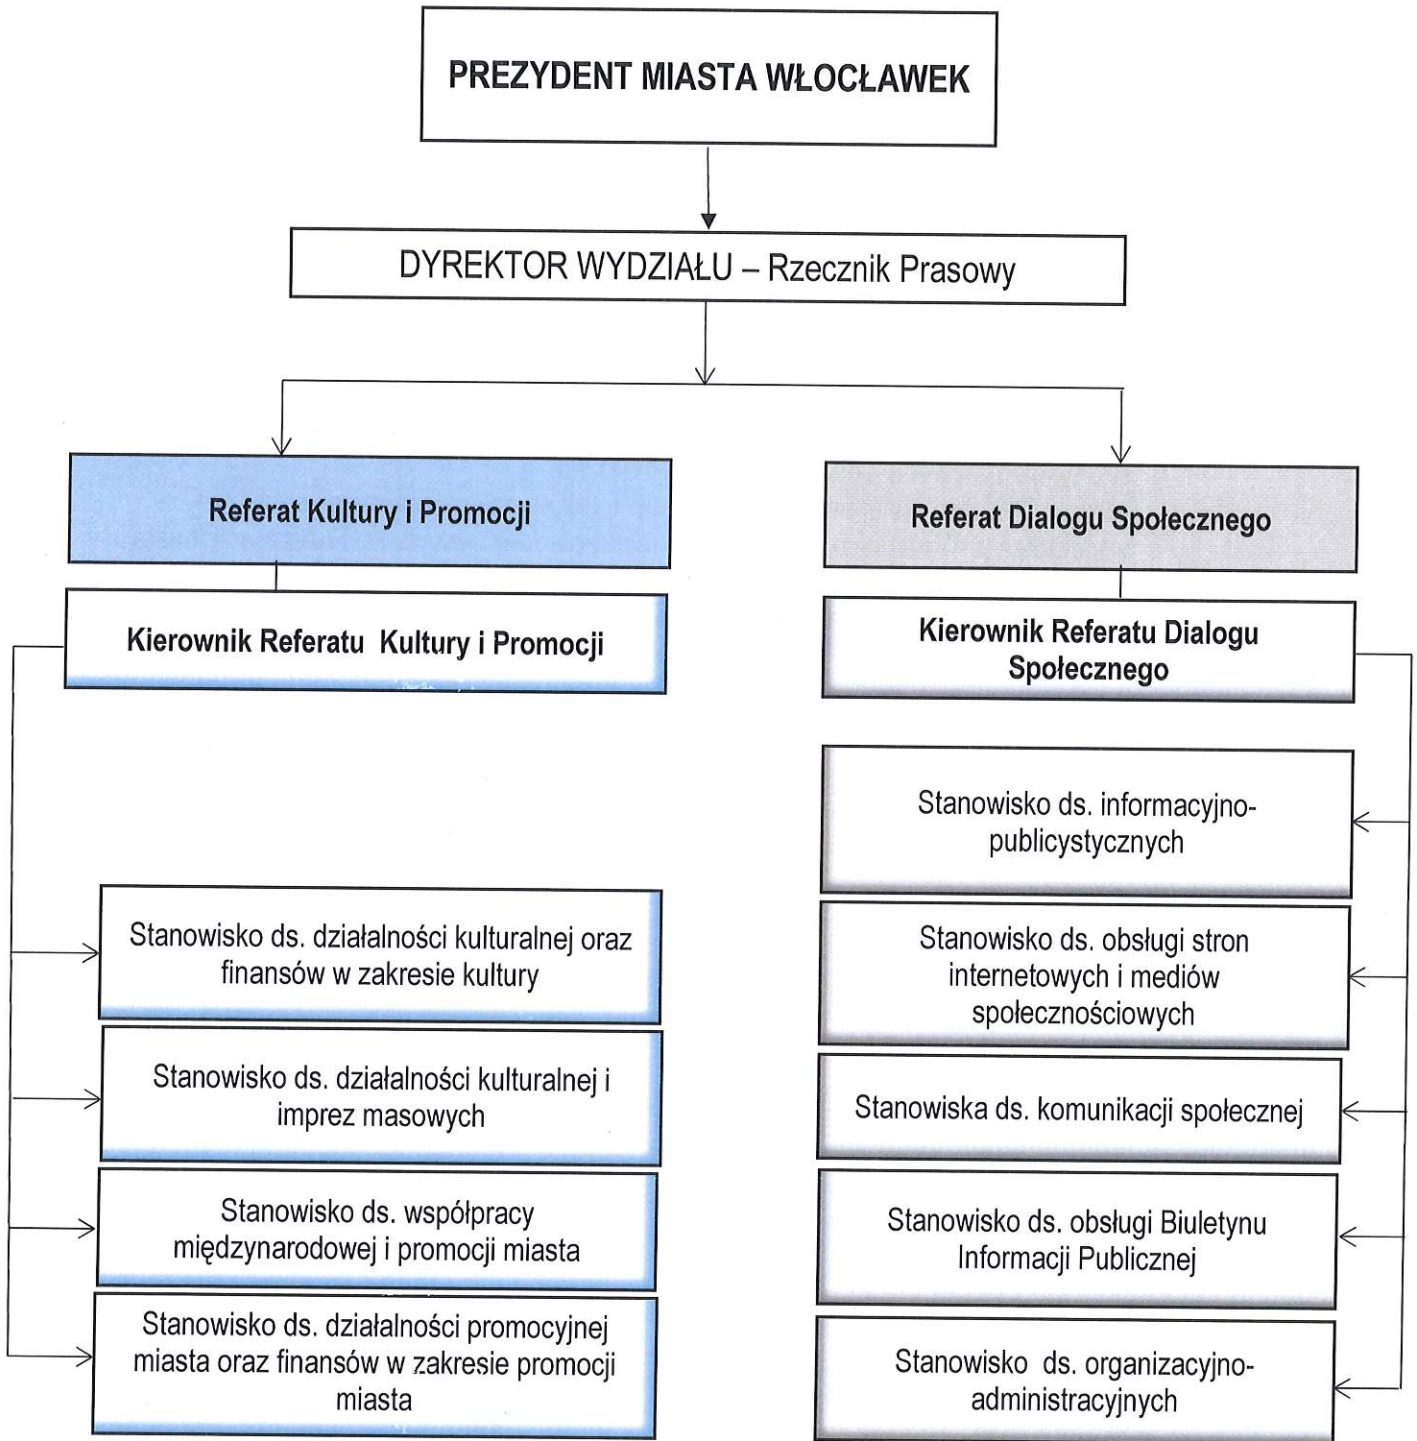 PREZYDENT MIASTA WŁOCŁAWEK
DYREKTOR WYDZIAŁU – Rzecznik Prasowy
Referat Kultury i Promocji
Kierownik Referatu Kultury i Promocji
Stanowisko ds. działalności kulturalnej oraz
finansów w zakresie kultury
Stanowisko ds. działalności kulturalnej i
imprez masowych
Stanowisko ds. współpracy
międzynarodowej i promocji miasta
Stanowisko ds. działalności promocyjnej
miasta oraz finansów w zakresie promocji
miasta
Referat Dialogu Społecznego
Kierownik Referatu Dialogu
Społecznego
Stanowisko ds. informacyjno-
publicystycznych
Stanowisko ds. obsługi stron
internetowych i mediów
społecznościowych
Stanowiska ds. komunikacji społecznej
Stanowisko ds. obsługi Biuletynu
Informacji Publicznej
Stanowisko ds. organizacyjno-
administracyjnych